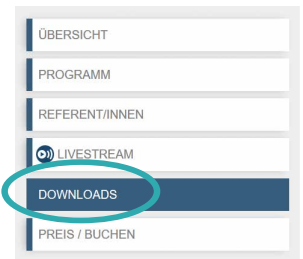 ÜBERSICHT
PROGRAMM
REFERENT/INNEN
LIVESTREAM
DOWNLOADS
PREIS / BUCHEN